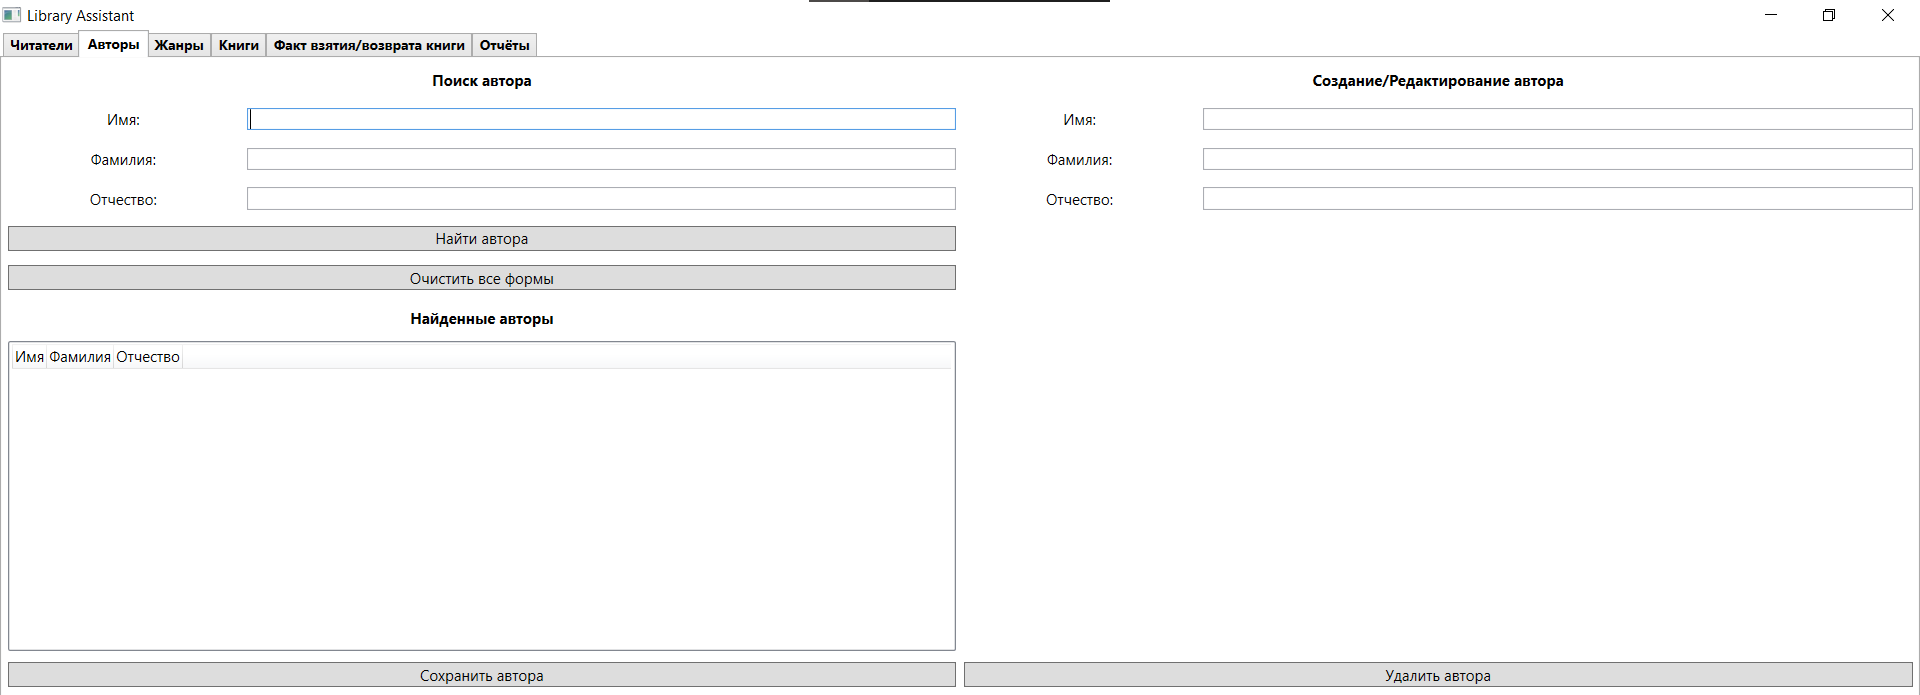 Library Assistant
Читатели Авторы Жанры Книги Факт взятия/возврата книги Отчёты
Поиск автора
Имя:
Фамилия:
Отчество:
Найти автора
Очистить все формы
Найденные авторы
Имя Фамилия Отчество
Сохранить автора
Создание/Редактирование автора
Имя:
Фамилия:
Отчество:
Удалить автора